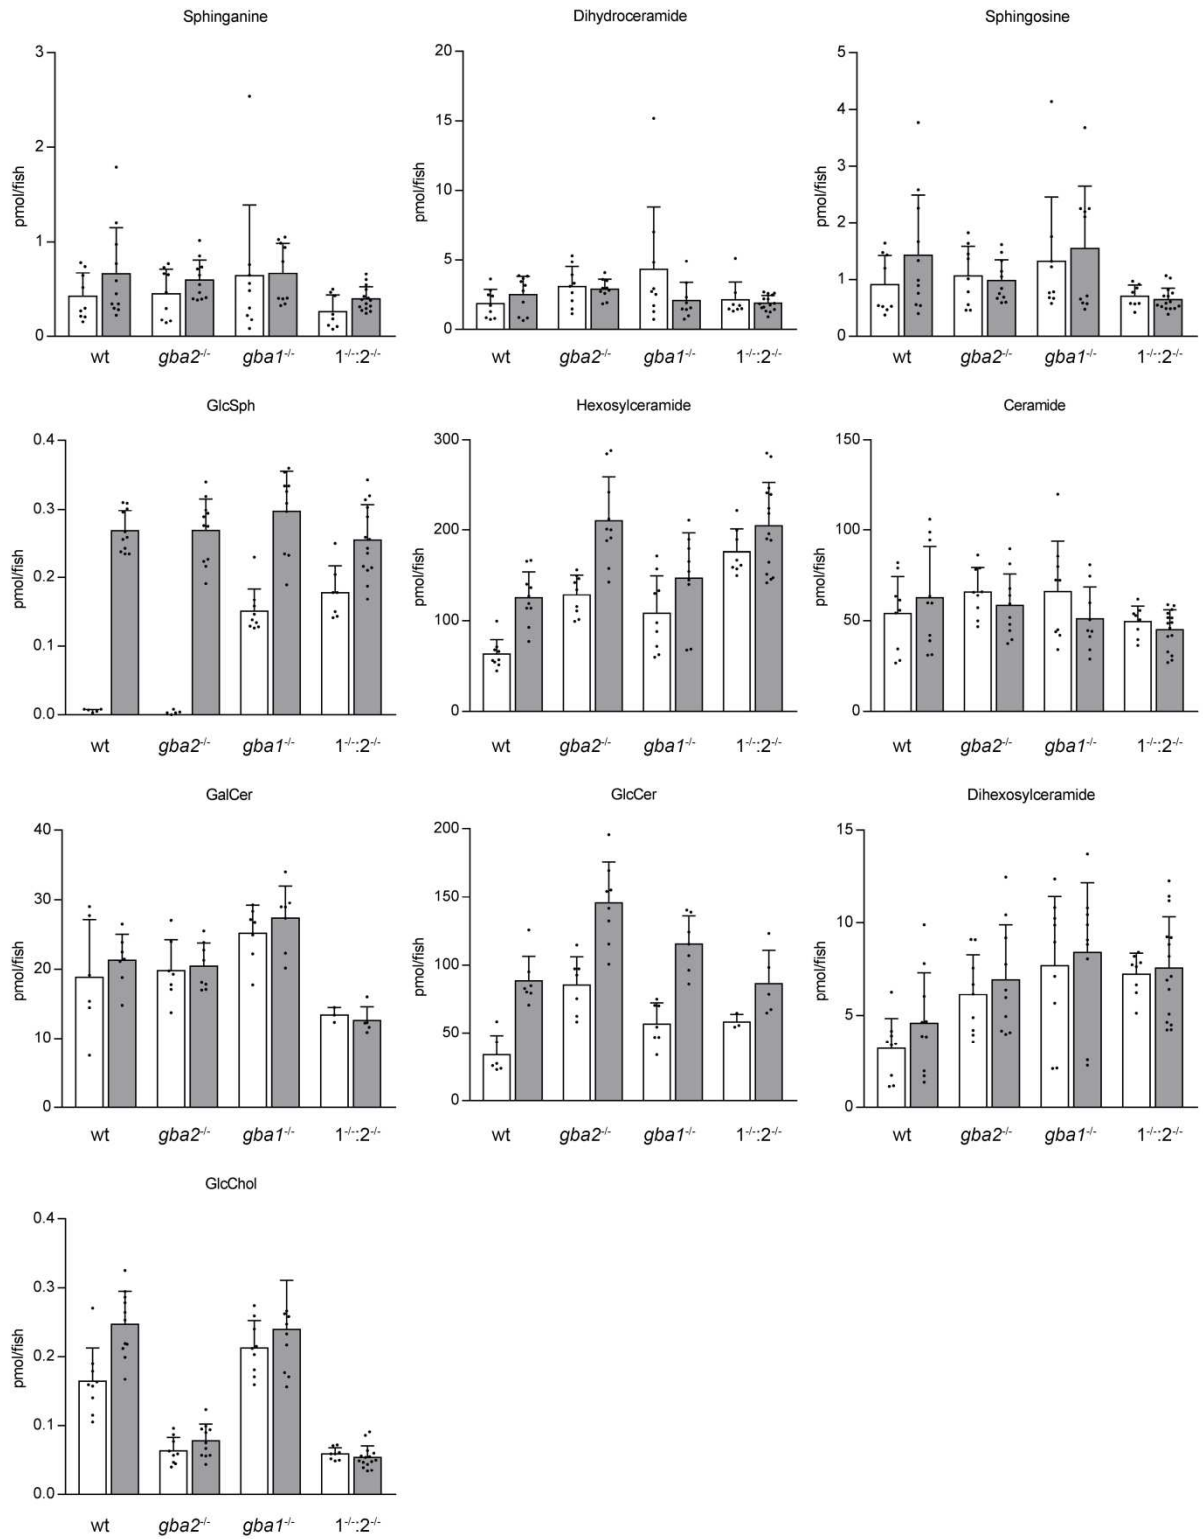 Sphinganine
Dihydroceramide
Sphingosine
3
2
1
0
pmol/fish
wt gba2-/- gba1-/- 1-/-:2-/-
20
15
10
5
0
pmol/fish
wt gba2-/- gba1-/- 1-/-:2-/-
5
4
3
2
1
0
pmol/fish
wt gba2-/- gba1-/- 1-/-:2-/-
GlcSph
Hexosylceramide
Ceramide
0.4
0.3
0.2
0.1
0.0
pmol/fish
wt gba2-/- gba1-/- 1-/-:2-/-
300
200
100
0
pmol/fish
wt gba2-/- gba1-/- 1-/-:2-/-
150
100
50
0
pmol/fish
wt gba2-/- gba1-/- 1-/-:2-/-
GalCer
GlcCer
Dihexosylceramide
40
30
20
10
0
pmol/fish
wt gba2-/- gba1-/- 1-/-:2-/-
200
150
100
50
0
pmol/fish
wt gba2-/- gba1-/- 1-/-:2-/-
15
10
5
0
pmol/fish
wt gba2-/- gba1-/- 1-/-:2-/-
GlcChol
0.4
0.3
0.2
0.1
0.0
pmol/fish
wt gba2-/- gba1-/- 1-/-:2-/-